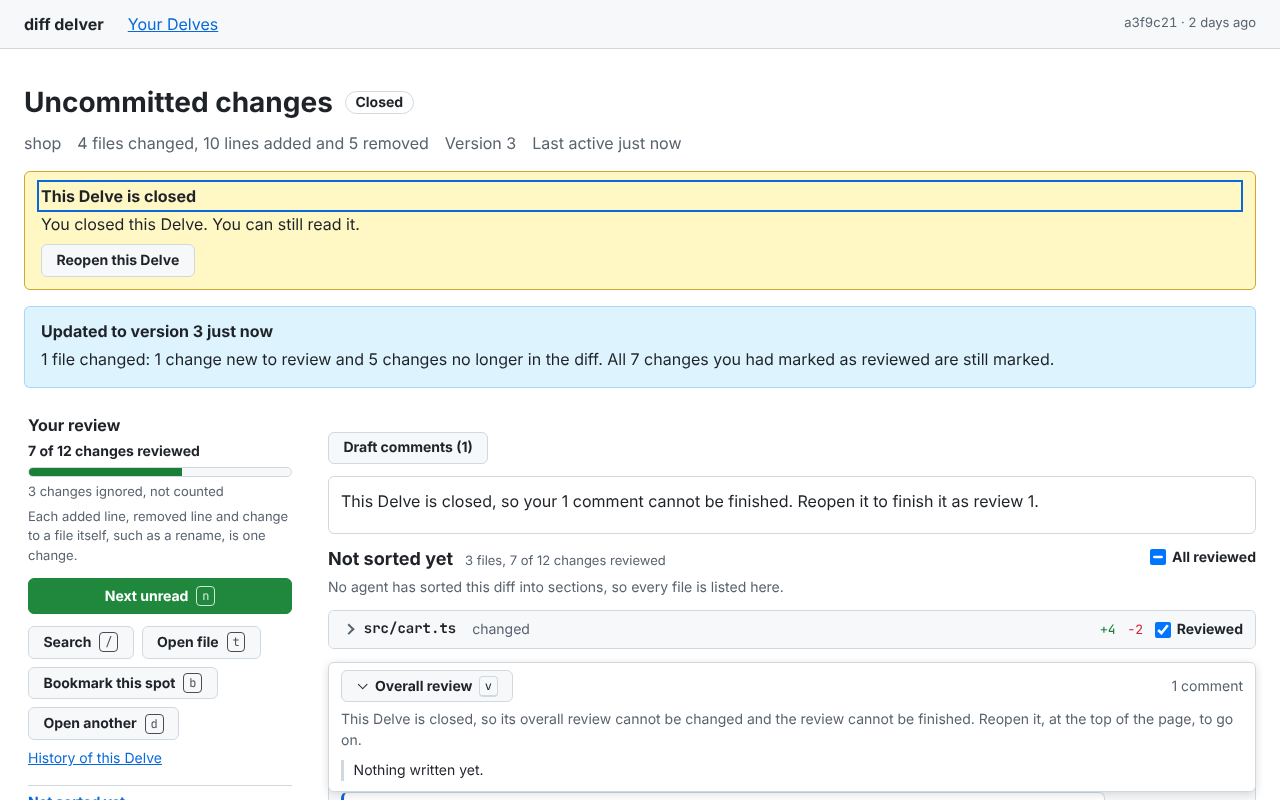 diff delver Your Delves a3f9c21 · 2 days ago
Uncommitted changes Closed
shop 4 files changed, 10 lines added and 5 removed Version 3 Last active just now
This Delve is closed
You closed this Delve. You can still read it.
Reopen this Delve
Updated to version 3 just now
1 file changed: 1 change new to review and 5 changes no longer in the diff. All 7 changes you had marked as reviewed are still marked.
Your review
7 of 12 changes reviewed
3 changes ignored, not counted
Each added line, removed line and change
to a file itself, such as a rename, is one
change.
Next unread n
Search / Open file t
Bookmark this spot b
Open another d
History of this Delve
Not sorted yet
Draft comments (1)
This Delve is closed, so your 1 comment cannot be finished. Reopen it to finish it as review 1.
Not sorted yet 3 files, 7 of 12 changes reviewed All reviewed
No agent has sorted this diff into sections, so every file is listed here.
src/cart.ts changed +4 -2 Reviewed
Overall review v 1 comment
This Delve is closed, so its overall review cannot be changed and the review cannot be finished. Reopen it, at the top of the page, to go
on.
Nothing written yet.